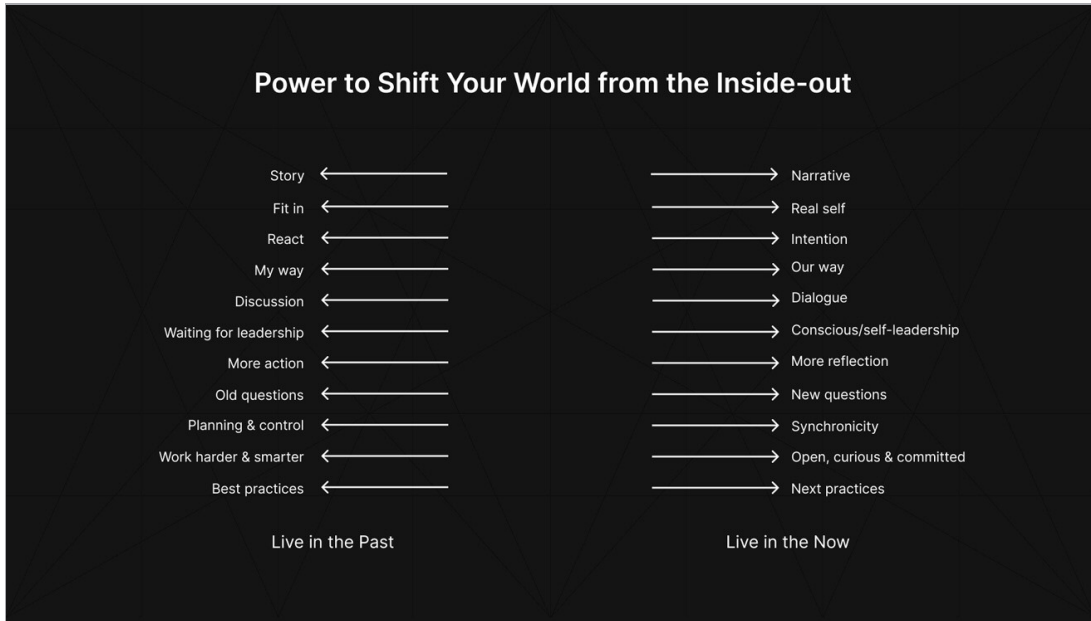 Power to Shift Your World from the Inside-out
Story Narrative
Fit in Real self
React Intention
My way Our way
Discussion Dialogue
Waiting for leadership Conscious/self-leadership
More action More reflection
Old questions New questions
Planning & control Synchronicity
Work harder & smarter Open, curious & committed
Best practices Next practices
Live in the Past Live in the Now